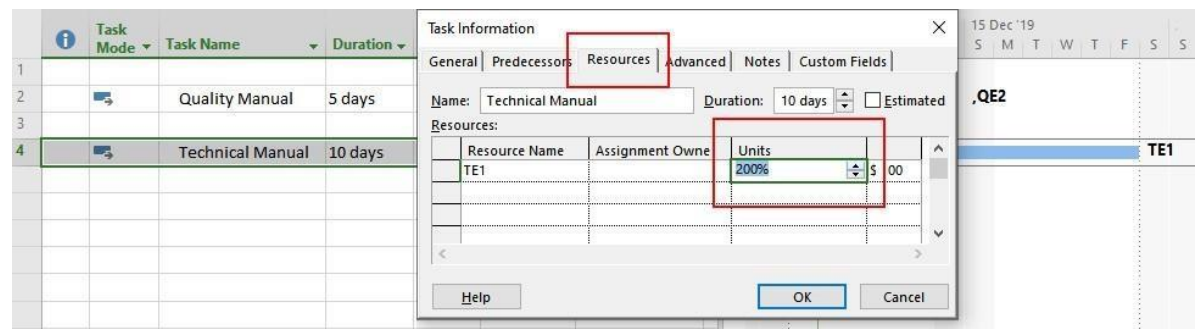 Task Mode
Task Name
Duration
1
2 Quality Manual 5 days
3
4 Technical Manual 10 days
Task Information
General Predecessors Resources Advanced Notes Custom Fields
Name: Technical Manual Duration: 10 days Estimated
Resources:
Resource Name Assignment Owne Units
TE1 200% $ 00
Help OK Cancel
15 Dec '19
S M T W T F S S
,QE2
TE1